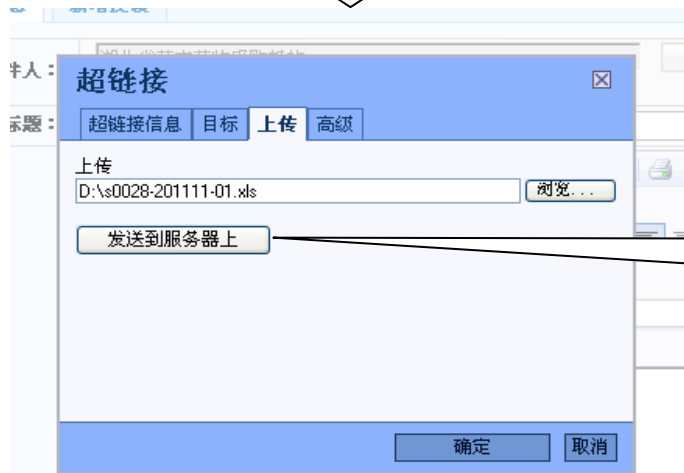 件人：
超链接
标题：
超链接信息 目标 上传 高级
上传
D:\s0028-201111-01.xls 浏览...
发送到服务器上
确定 取消